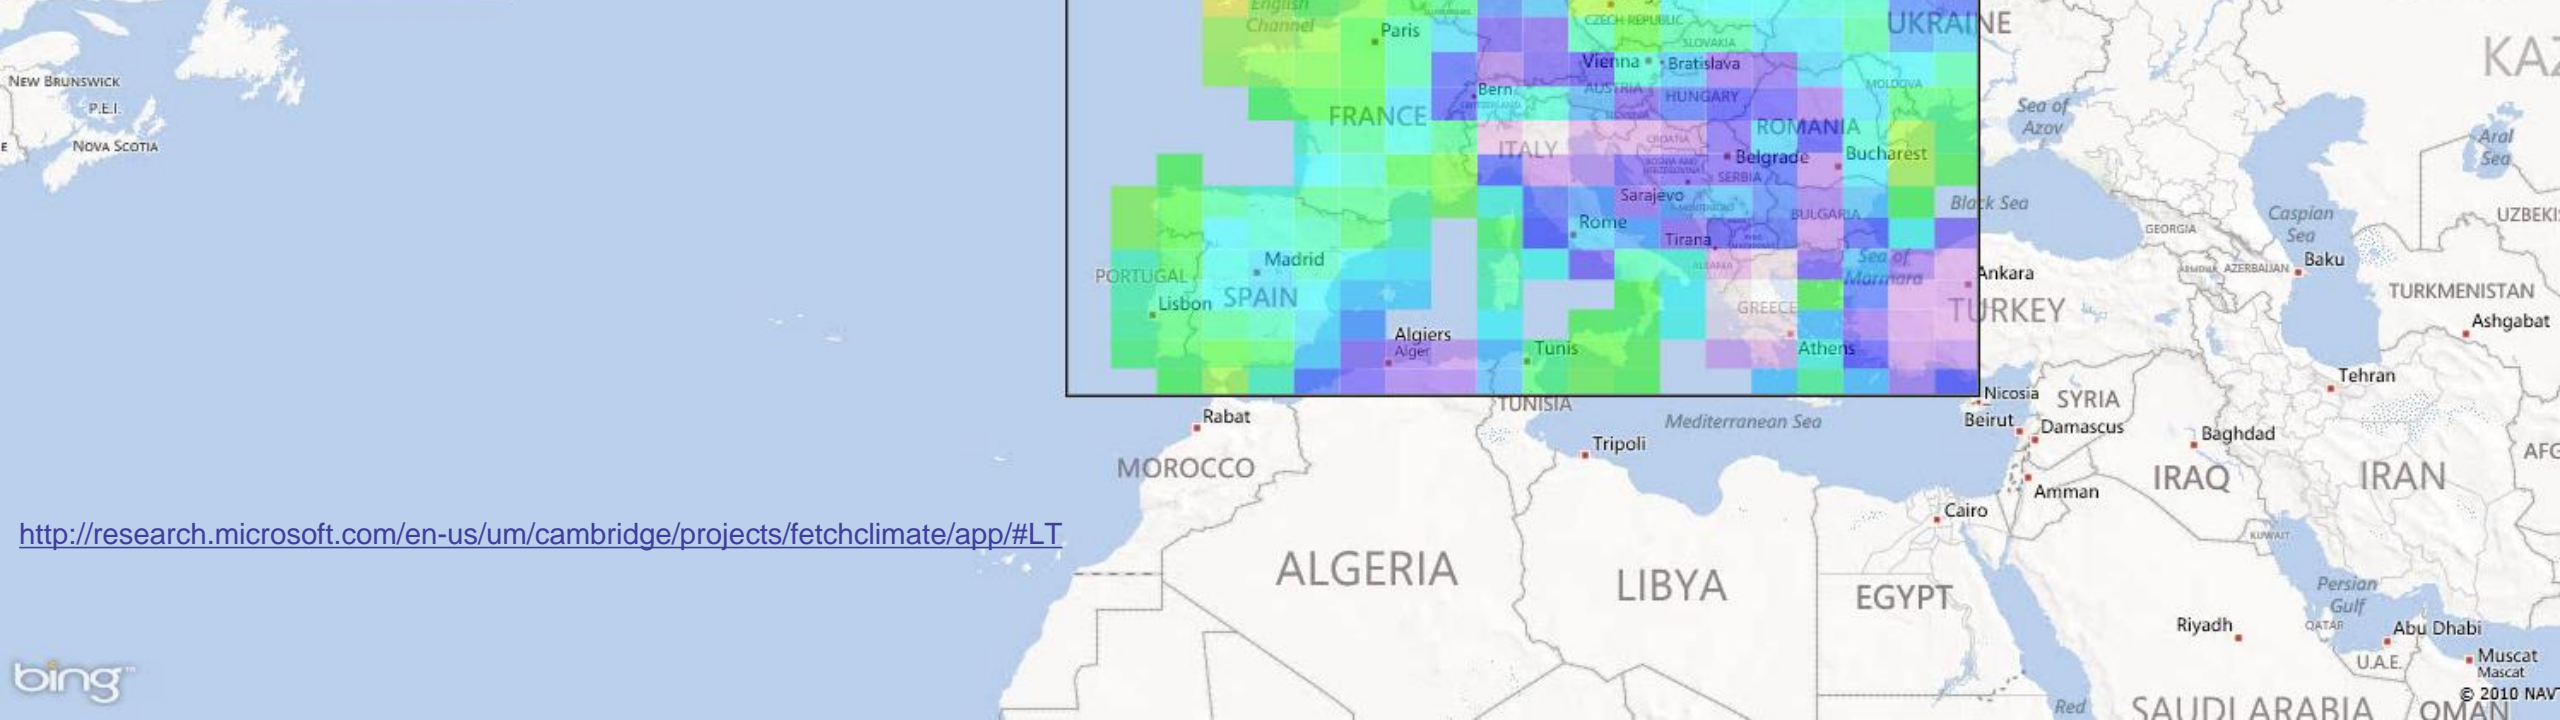 English
Channel
Paris
CZECH REPUBLIC
SLOVAKIA
UKRAINE
KAZ
NEW BRUNSWICK
Vienna
Bratislava
P.E.I.
Bern
AUSTRIA
HUNGARY
MOLDOVA
FRANCE
Sea of
Azov
Aral
Sea
NOVA SCOTIA
ITALY
CROATIA
ROMANIA
Belgrade
Bucharest
SERBIA
Sarajevo
BULGARIA
Black Sea
Caspian
Sea
UZBEKI
Rome
Tirana
GEORGIA
Madrid
Sea of
Marmara
Baku
PORTUGAL
ALBANIA
Ankara
AZERBAIJAN
Lisbon
SPAIN
GREECE
TURKEY
TURKMENISTAN
Ashgabat
Algiers
Alger
Tunis
Athens
Tehran
Nicosia
SYRIA
TUNISIA
Rabat
Mediterranean Sea
Beirut
Damascus
Tripoli
Baghdad
AFG
MOROCCO
IRAQ
IRAN
Amman
Cairo
http://research.microsoft.com/en-us/um/cambridge/projects/fetchclimate/app/#LT
KUWAIT
ALGERIA
LIBYA
EGYPT
Persian
Gulf
Riyadh
QATAR
Abu Dhabi
bing™
U.A.E.
Muscat
Mascat
© 2010 NAVT
Red
SAUDI ARABIA
OMAN